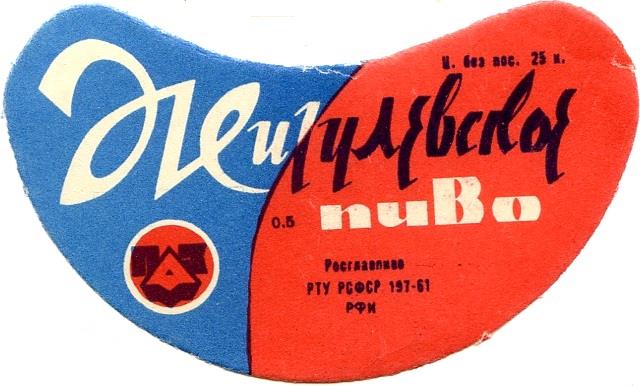 Ц. без пос. 25 к.
Жигулевское
0.5 пиво
Росглавпиво
РТУ РСФСР 197-61
РФИ